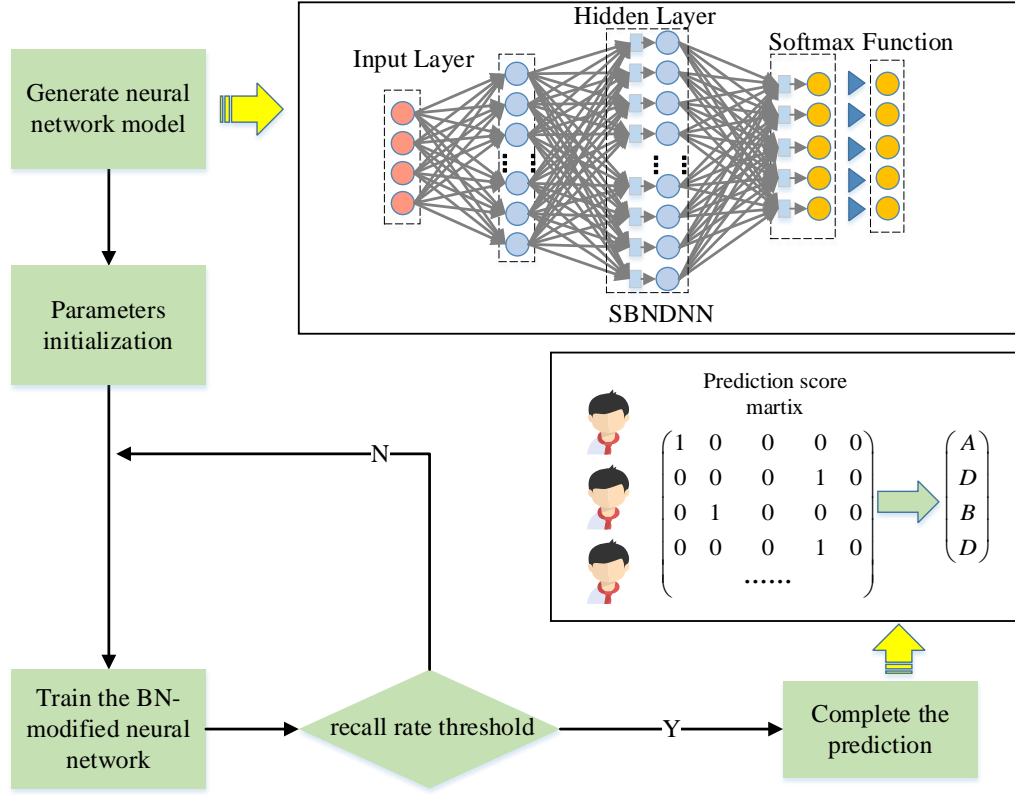 Generate neural
network model
Input Layer
Hidden Layer
Softmax Function
SBNDNN
Parameters
initialization
Prediction score
martix
1 0 0 0 0
0 0 0 1 0
0 1 0 0 0
0 0 0 1 0
......
A
D
B
D
N
Train the BN-
modified neural
network
recall rate threshold
Y
Complete the
prediction